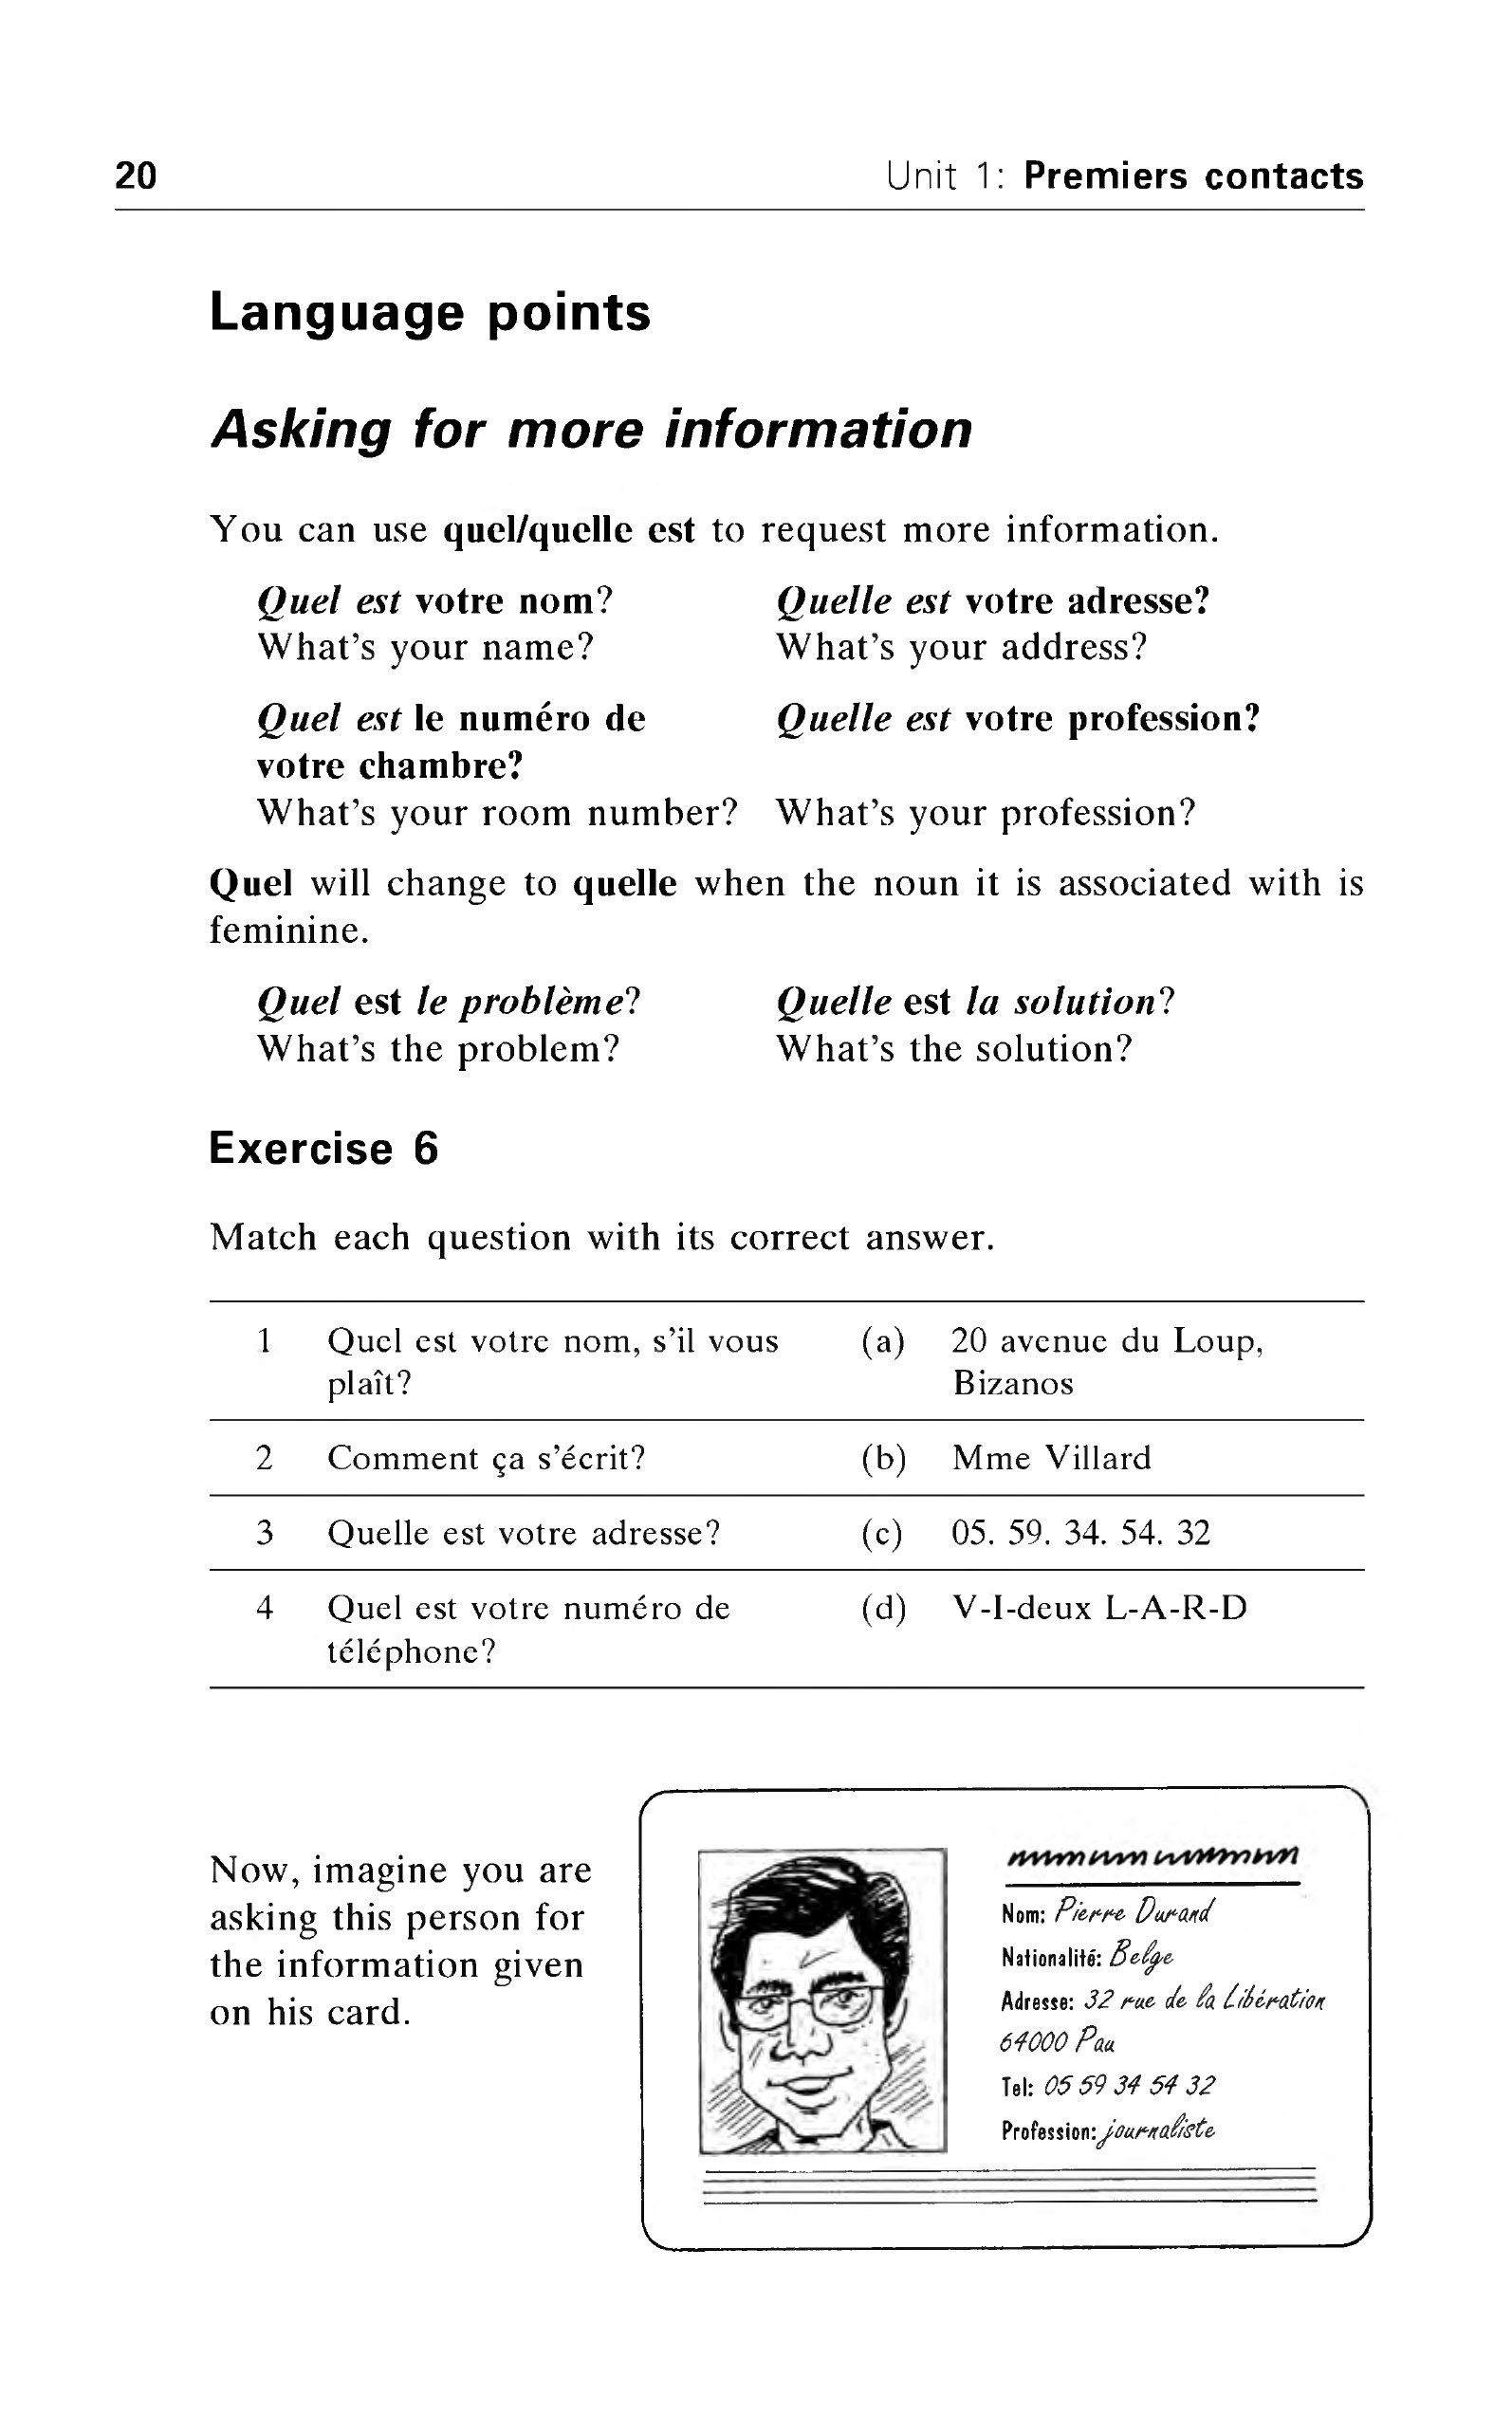 20 Unit 1: Premiers contacts
Language points
Asking for more information
You can use quel/quelle est to request more information.
Quel est votre nom? Quelle est votre adresse?
What's your name? What's your address?
Quel est le numéro de Quelle est votre profession?
votre chambre?
What's your room number? What's your profession?
Quel will change to quelle when the noun it is associated with is
feminine.
Quel est le problème? Quelle est la solution?
What's the problem? What's the solution?
Exercise 6
Match each question with its correct answer.
1 Quel est votre nom, s'il vous (a) 20 avenue du Loup,
plaît? Bizanos
2 Comment ça s'écrit? (b) Mme Villard
3 Quelle est votre adresse? (c) 05. 59. 34. 54. 32
4 Quel est votre numéro de (d) V-I-deux L-A-R-D
téléphone?
Now, imagine you are
asking this person for
the information given
on his card.
Nom: Pierre Durand
Nationalité: Belge
Adresse: 32 rue de la Libération
64000 Pau
Tel: 05 59 34 54 32
Profession: journaliste